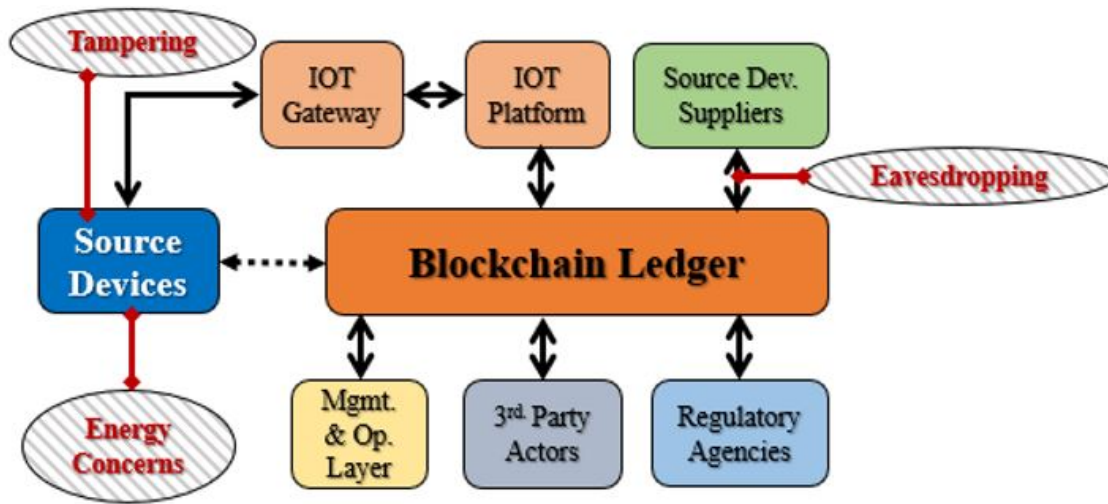 Tampering
IOT
Gateway
IOT
Platform
Source Dev.
Suppliers
Eavesdropping
Source
Devices
Blockchain Ledger
Energy
Concerns
Mgmt.
& Op.
Layer
3rd. Party
Actors
Regulatory
Agencies